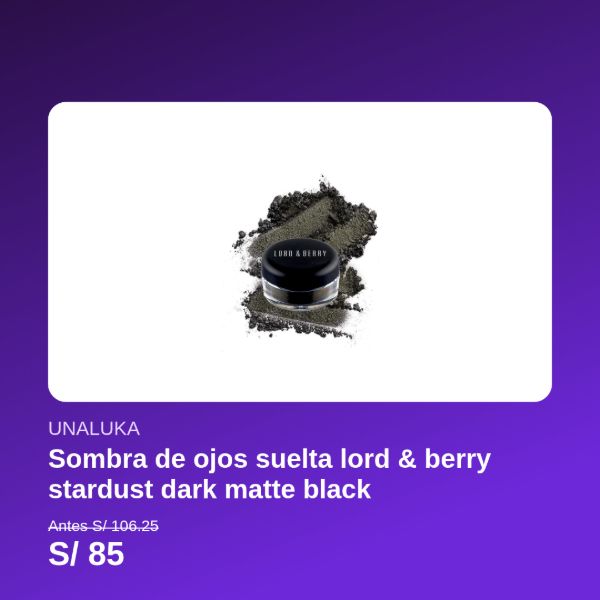 LORD & BERRY
UNALUKA
Sombra de ojos suelta lord & berry
stardust dark matte black
Antes S/ 106.25
S/ 85